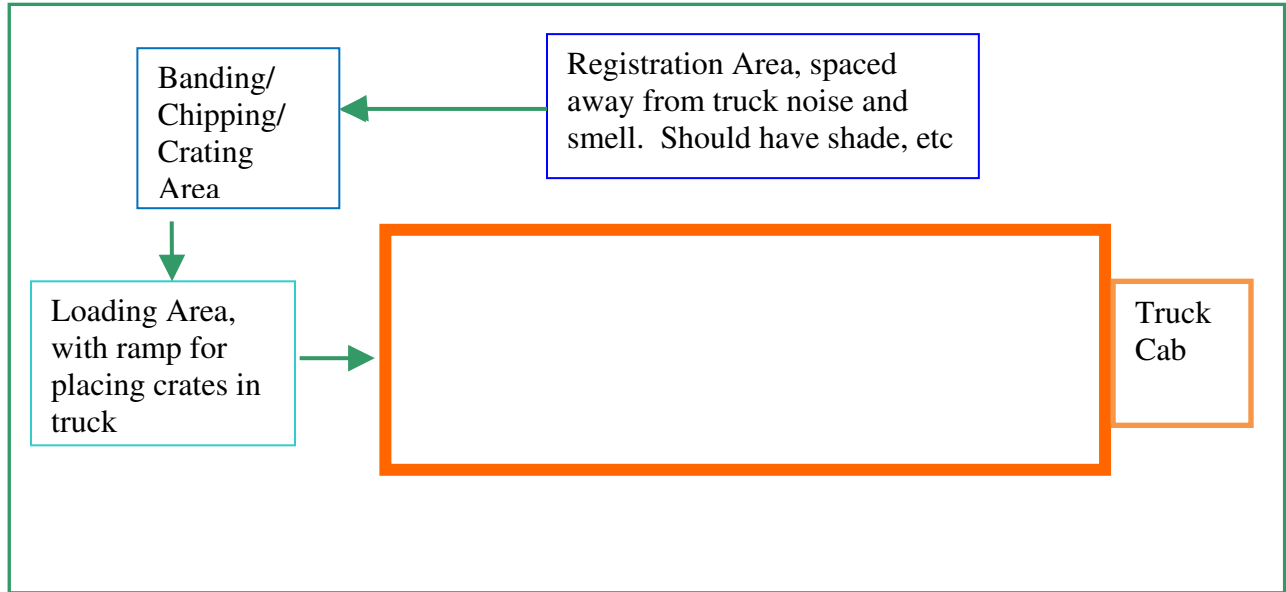 Banding/
Chipping/
Crating
Area
Registration Area, spaced
away from truck noise and
smell.  Should have shade, etc
Loading Area,
with ramp for
placing crates in
truck
Truck
Cab